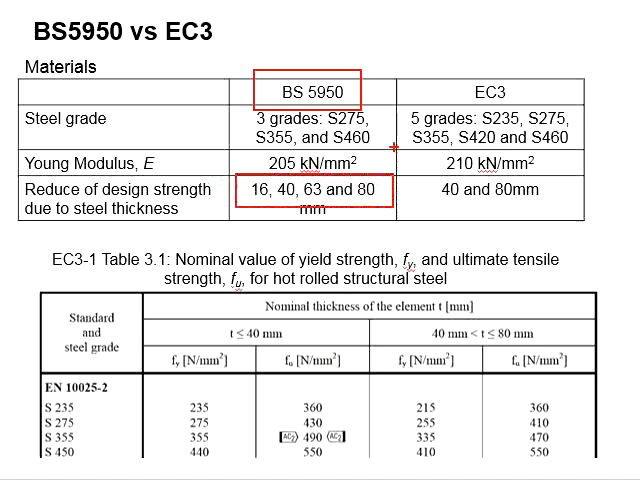 BS5950 vs EC3
Materials
BS 5950 EC3
Steel grade 3 grades: S275, S355, and S460 5 grades: S235, S275, S355, S420 and S460
Young Modulus, E 205 kN/mm² 210 kN/mm²
Reduce of design strength due to steel thickness 16, 40, 63 and 80 mm 40 and 80mm
EC3-1 Table 3.1: Nominal value of yield strength, fy, and ultimate tensile
strength, fu, for hot rolled structural steel
Standard and steel grade
Nominal thickness of the element t [mm]
t ≤ 40 mm 40 mm < t ≤ 80 mm
fy [N/mm²] fu [N/mm²] fy [N/mm²] fu [N/mm²]
EN 10025-2
S 235 235 360 215 360
S 275 275 430 255 410
S 355 355 AC2 490 AC2 335 470
S 450 440 550 410 550